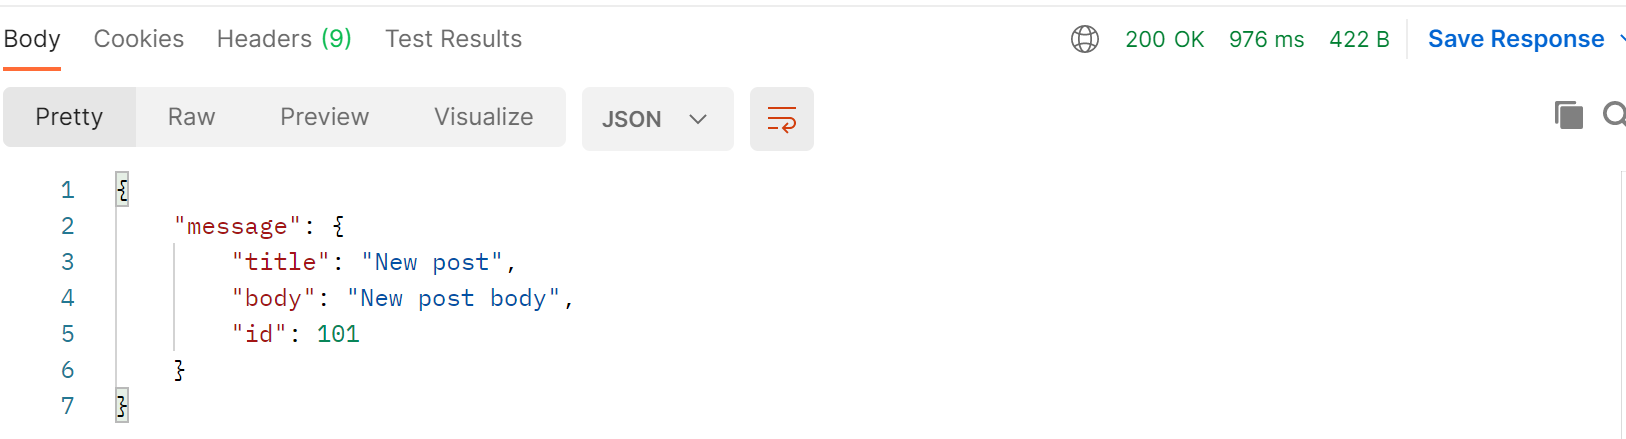 Body Cookies Headers (9) Test Results 200 OK 976 ms 422 B Save Response
Pretty Raw Preview Visualize JSON
1 {
2 "message": {
3 "title": "New post",
4 "body": "New post body",
5 "id": 101
6 }
7 }